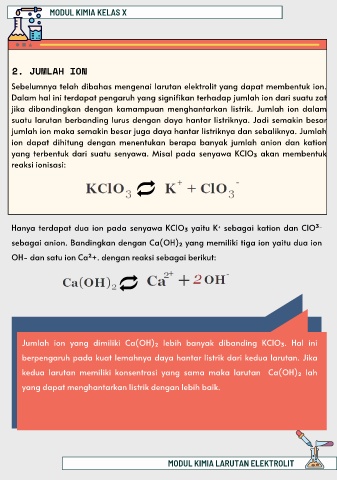 MODUL KIMIA KELAS X
2. JUMLAH ION
Sebelumnya telah dibahas mengenai larutan elektrolit yang dapat membentuk ion.
Dalam hal ini terdapat pengaruh yang signifikan terhadap jumlah ion dari suatu zat
jika dibandingkan dengan kamampuan menghantarkan listrik. Jumlah ion dalam
suatu larutan berbanding lurus dengan daya hantar listriknya. Jadi semakin besar
jumlah ion maka semakin besar juga daya hantar listriknya dan sebaliknya. Jumlah
ion dapat dihitung dengan menentukan berapa banyak jumlah anion dan kation
yang terbentuk dari suatu senyawa. Misal pada senyawa KClO₃ akan membentuk
reaksi ionisasi:
KClO₃ ⇄ K⁺ + ClO₃⁻
Hanya terdapat dua ion pada senyawa KClO₃ yaitu K⁺ sebagai kation dan ClO³⁻
sebagai anion. Bandingkan dengan Ca(OH)₂ yang memiliki tiga ion yaitu dua ion
OH- dan satu ion Ca²+. dengan reaksi sebagai berikut:
Ca(OH)₂ ⇄ Ca²⁺ + 2 OH⁻
Jumlah ion yang dimiliki Ca(OH)₂ lebih banyak dibanding KClO₃. Hal ini
berpengaruh pada kuat lemahnya daya hantar listrik dari kedua larutan. Jika
kedua larutan memiliki konsentrasi yang sama maka larutan Ca(OH)₂ lah
yang dapat menghantarkan listrik dengan lebih baik.
MODUL KIMIA LARUTAN ELEKTROLIT